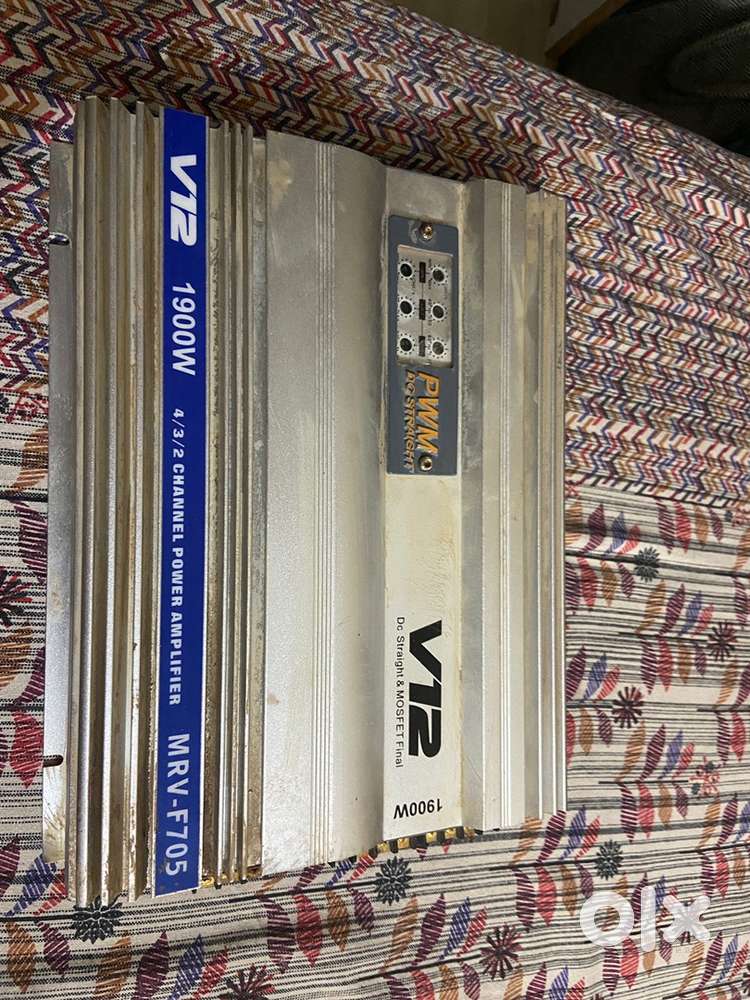 V12 1900W 4/3/2 CHANNEL POWER AMPLIFIER MRV-F705
PWM
DC STRAIGHT
V12
Dc Straight & MOSFET Final
1900W
olx